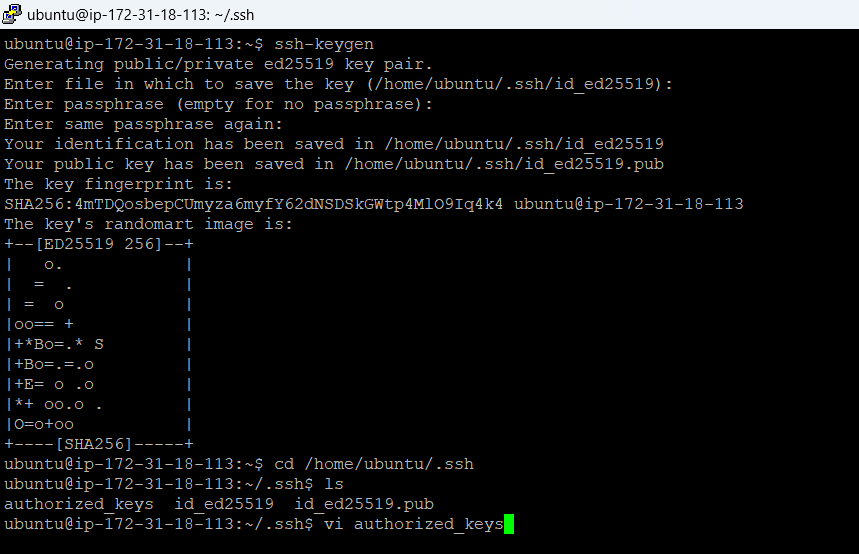 ubuntu@ip-172-31-18-113: ~/.ssh
ubuntu@ip-172-31-18-113:~$ ssh-keygen
Generating public/private ed25519 key pair.
Enter file in which to save the key (/home/ubuntu/.ssh/id_ed25519):
Enter passphrase (empty for no passphrase):
Enter same passphrase again:
Your identification has been saved in /home/ubuntu/.ssh/id_ed25519
Your public key has been saved in /home/ubuntu/.ssh/id_ed25519.pub
The key fingerprint is:
SHA256:4mTDQosbepCUmyza6myfY62dNSDSkGWtp4MlO9Iq4k4 ubuntu@ip-172-31-18-113
The key's randomart image is:
+--[ED25519 256]--+
|   o.            |
|  =  .           |
| =  o            |
|oo== +           |
|+*Bo=.* S        |
|+Bo=.=.o         |
|+E= o .o         |
|*+ oo.o .        |
|O=o+oo           |
+----[SHA256]-----+
ubuntu@ip-172-31-18-113:~$ cd /home/ubuntu/.ssh
ubuntu@ip-172-31-18-113:~/.ssh$ ls
authorized_keys  id_ed25519  id_ed25519.pub
ubuntu@ip-172-31-18-113:~/.ssh$ vi authorized_keys